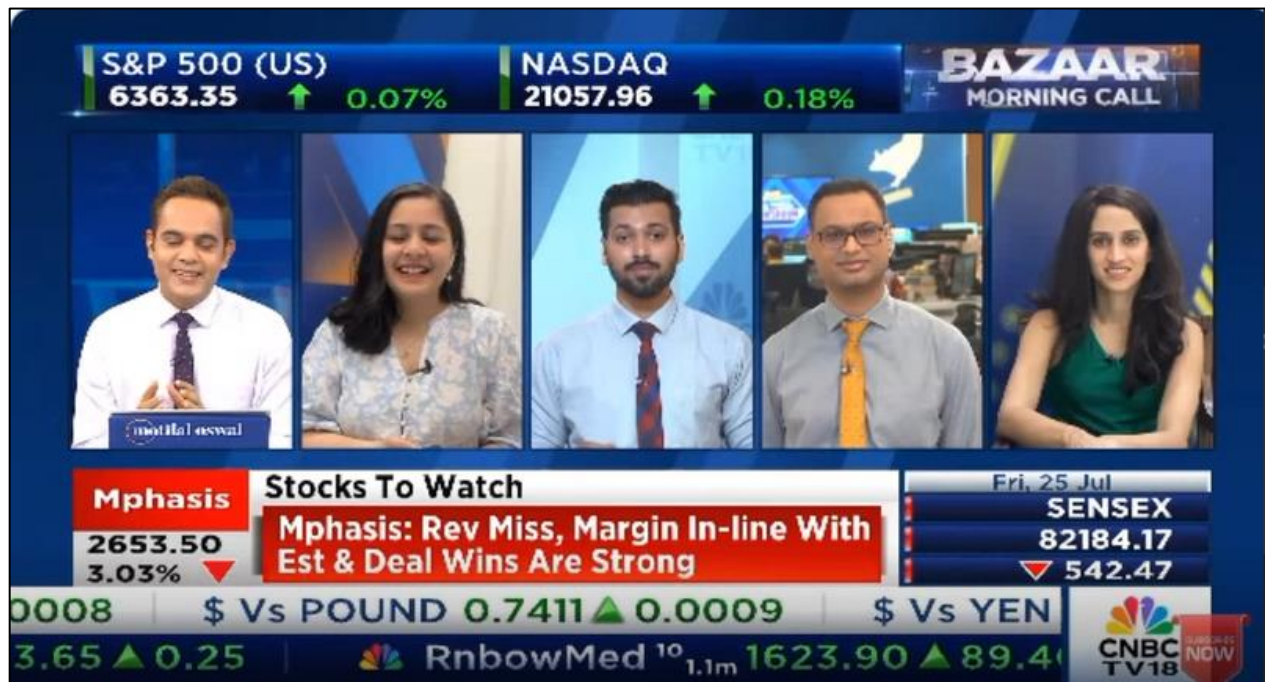 S&P 500 (US)
6363.35 0.07%
NASDAQ
21057.96 0.18%
BAZAAR
MORNING CALL
motilal oswal
Mphasis
2653.50
3.03%
Stocks To Watch
Mphasis: Rev Miss, Margin In-line With
Est & Deal Wins Are Strong
Fri, 25 Jul
SENSEX
82184.17
542.47
0008 $ Vs POUND 0.7411 0.0009 $ Vs YEN
3.65 0.25 RnbowMed 10 1.1m 1623.90 89.4
CNBC
TV18
SUBSCRIBE
NOW